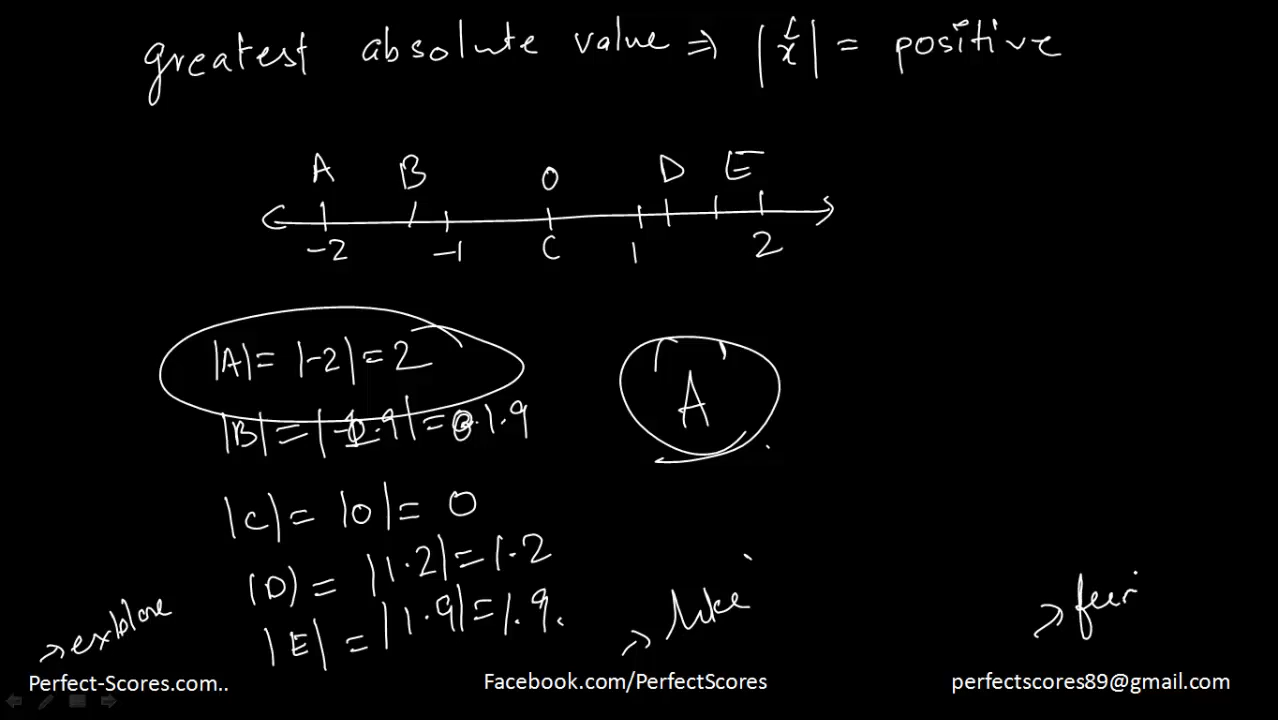 greatest absolute value ⇒ |±x| = positive
A B 0 D E
-2 -1 C 1 2
|A| = |-2| = 2
A
|B| = |-1.9| = 1.9
|C| = |0| = 0
|D| = |1.2| = 1.2
|E| = |1.9| = 1.9.
→ explore
→ like
Perfect-Scores.com..
Facebook.com/PerfectScores
perfectscores89@gmail.com